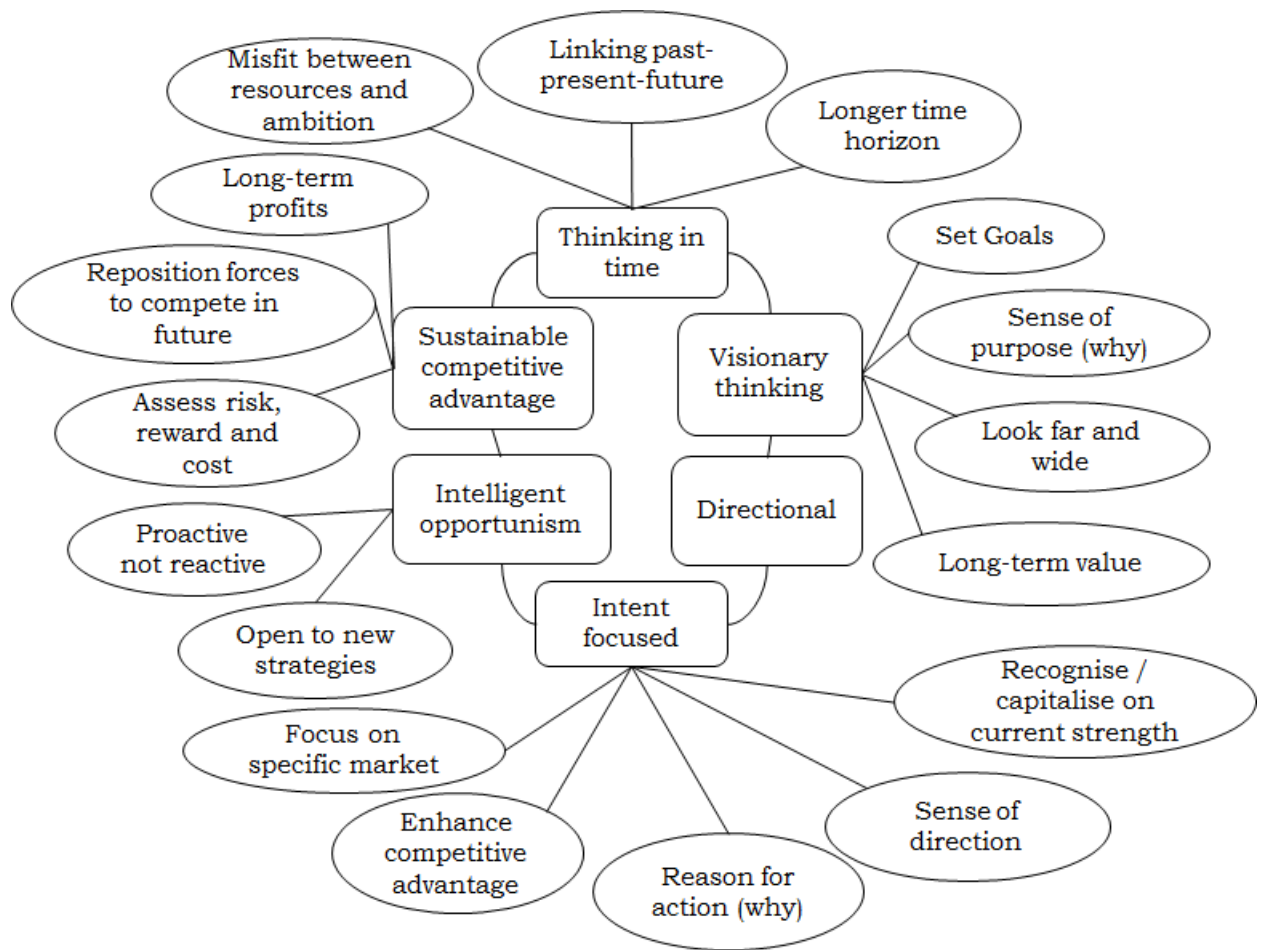 Misfit between
resources and
ambition
Linking past-
present-future
Longer time
horizon
Long-term
profits
Thinking in
time
Set Goals
Reposition forces
to compete in
future
Sustainable
competitive
advantage
Visionary
thinking
Sense of
purpose (why)
Assess risk,
reward and
cost
Look far and
wide
Intelligent
opportunism
Directional
Proactive
not reactive
Long-term value
Intent
focused
Open to new
strategies
Recognise /
capitalise on
current strength
Focus on
specific market
Sense of
direction
Enhance
competitive
advantage
Reason for
action (why)